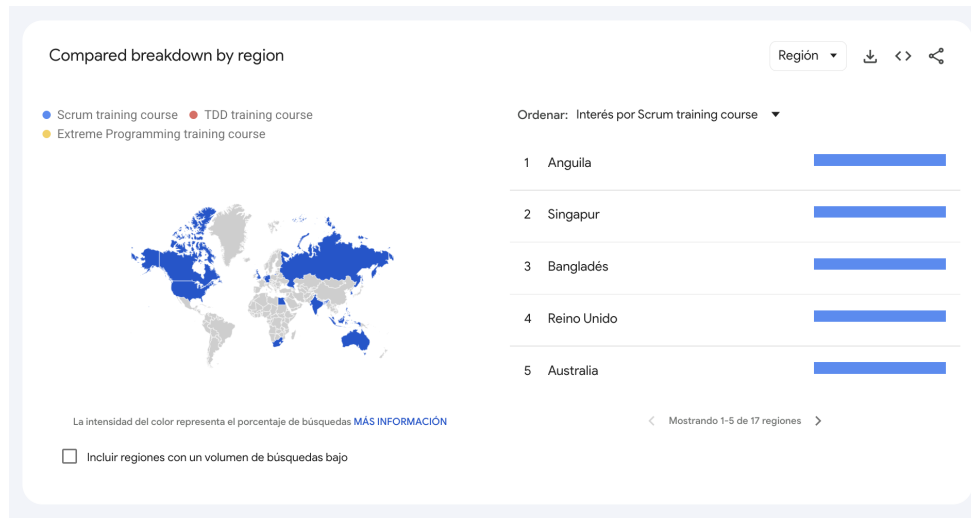 Compared breakdown by region
Región
Scrum training course TDD training course
Extreme Programming training course
Ordenar: Interés por Scrum training course
1 Anguila
2 Singapur
3 Bangladés
4 Reino Unido
5 Australia
La intensidad del color representa el porcentaje de búsquedas MÁS INFORMACIÓN
Mostrando 1-5 de 17 regiones
Incluir regiones con un volumen de búsquedas bajo